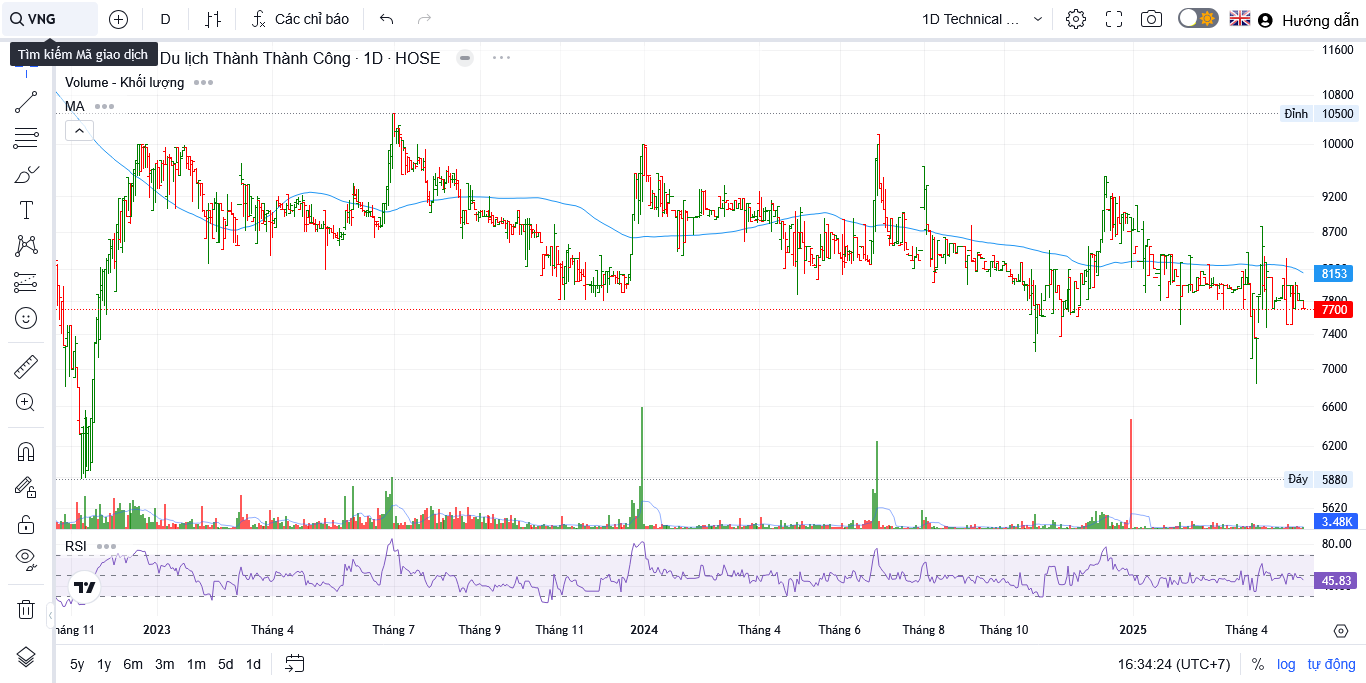 VNG D Các chỉ báo 1D Technical ... Hướng dẫn
Tìm kiếm Mã giao dịch
Du lịch Thành Thành Công · 1D · HOSE
Volume - Khối lượng
MA
11600
10800
Đỉnh 10500
10000
9200
8700
8153
7800
7700
7400
7000
6600
6200
Đáy 5880
5620
3.48K
RSI
80.00
45.83
háng 11 2023 Tháng 4 Tháng 7 Tháng 9 Tháng 11 2024 Tháng 4 Tháng 6 Tháng 8 Tháng 10 2025 Tháng 4
5y 1y 6m 3m 1m 5d 1d 16:34:24 (UTC+7) % log tự động